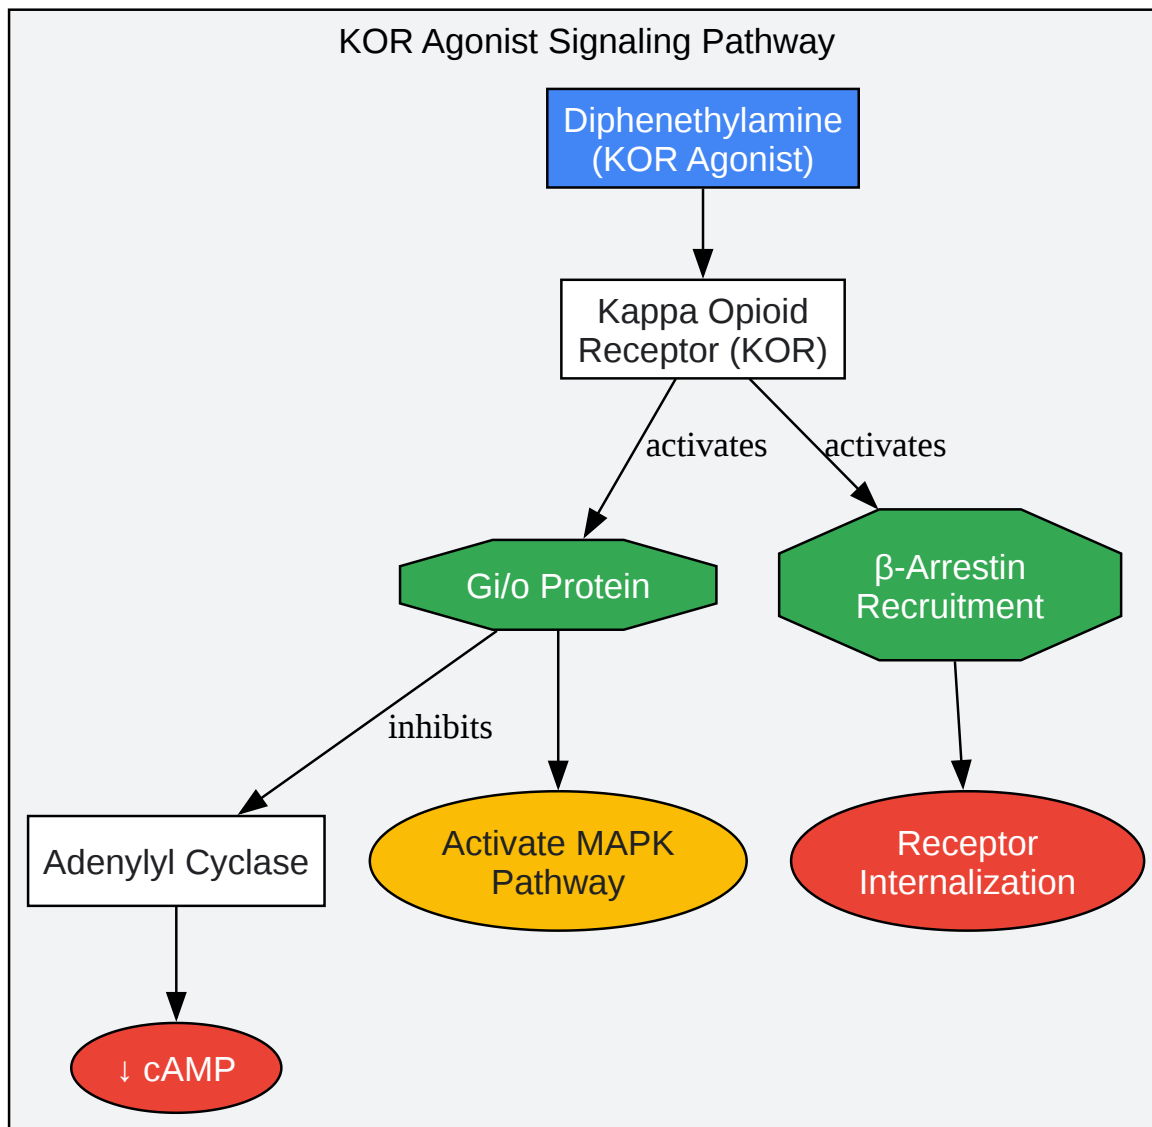 KOR Agonist Signaling Pathway
Diphenethylamine
(KOR Agonist)
Kappa Opioid
Receptor (KOR)
activates
activates
Gi/o Protein
β-Arrestin
Recruitment
inhibits
Adenylyl Cyclase
Activate MAPK
Pathway
Receptor
Internalization
↓ cAMP